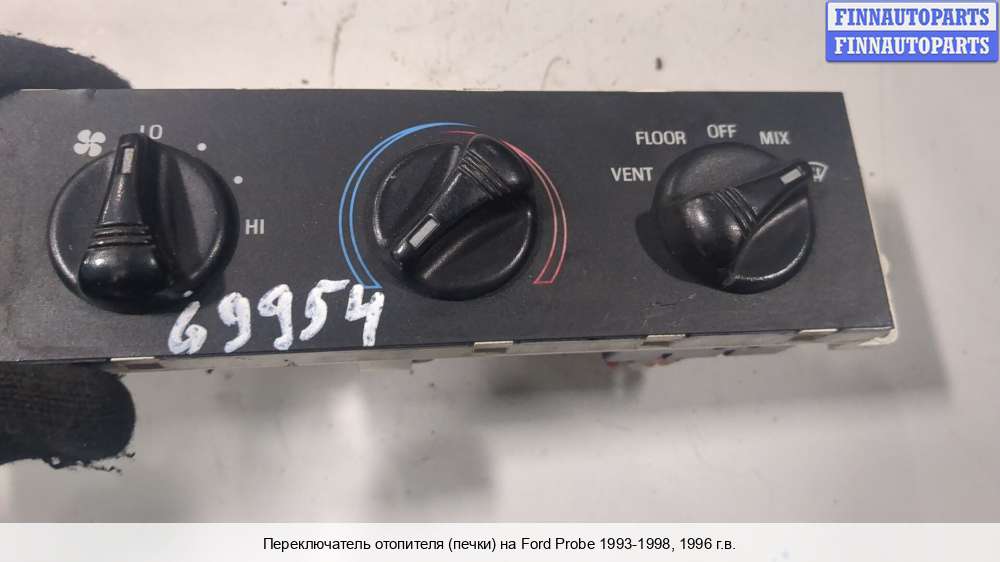 FINNAUTOPARTS
FINNAUTOPARTS
LO
HI
FLOOR OFF MIX
VENT
69954
Переключатель отопителя (печки) на Ford Probe 1993-1998, 1996 г.в.